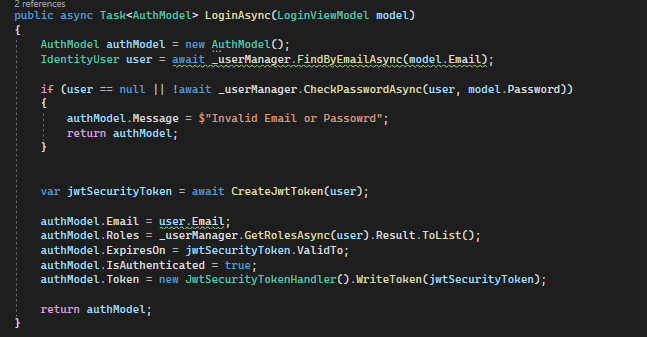 2 references
public async Task<AuthModel> LoginAsync(LoginViewModel model)
{
AuthModel authModel = new AuthModel();
IdentityUser user = await _userManager.FindByEmailAsync(model.Email);
if (user == null || !await _userManager.CheckPasswordAsync(user, model.Password))
{
authModel.Message = $"Invalid Email or Passowrd";
return authModel;
}
var jwtSecurityToken = await CreateJwtToken(user);
authModel.Email = user.Email;
authModel.Roles = _userManager.GetRolesAsync(user).Result.ToList();
authModel.ExpiresOn = jwtSecurityToken.ValidTo;
authModel.IsAuthenticated = true;
authModel.Token = new JwtSecurityTokenHandler().WriteToken(jwtSecurityToken);
return authModel;
}